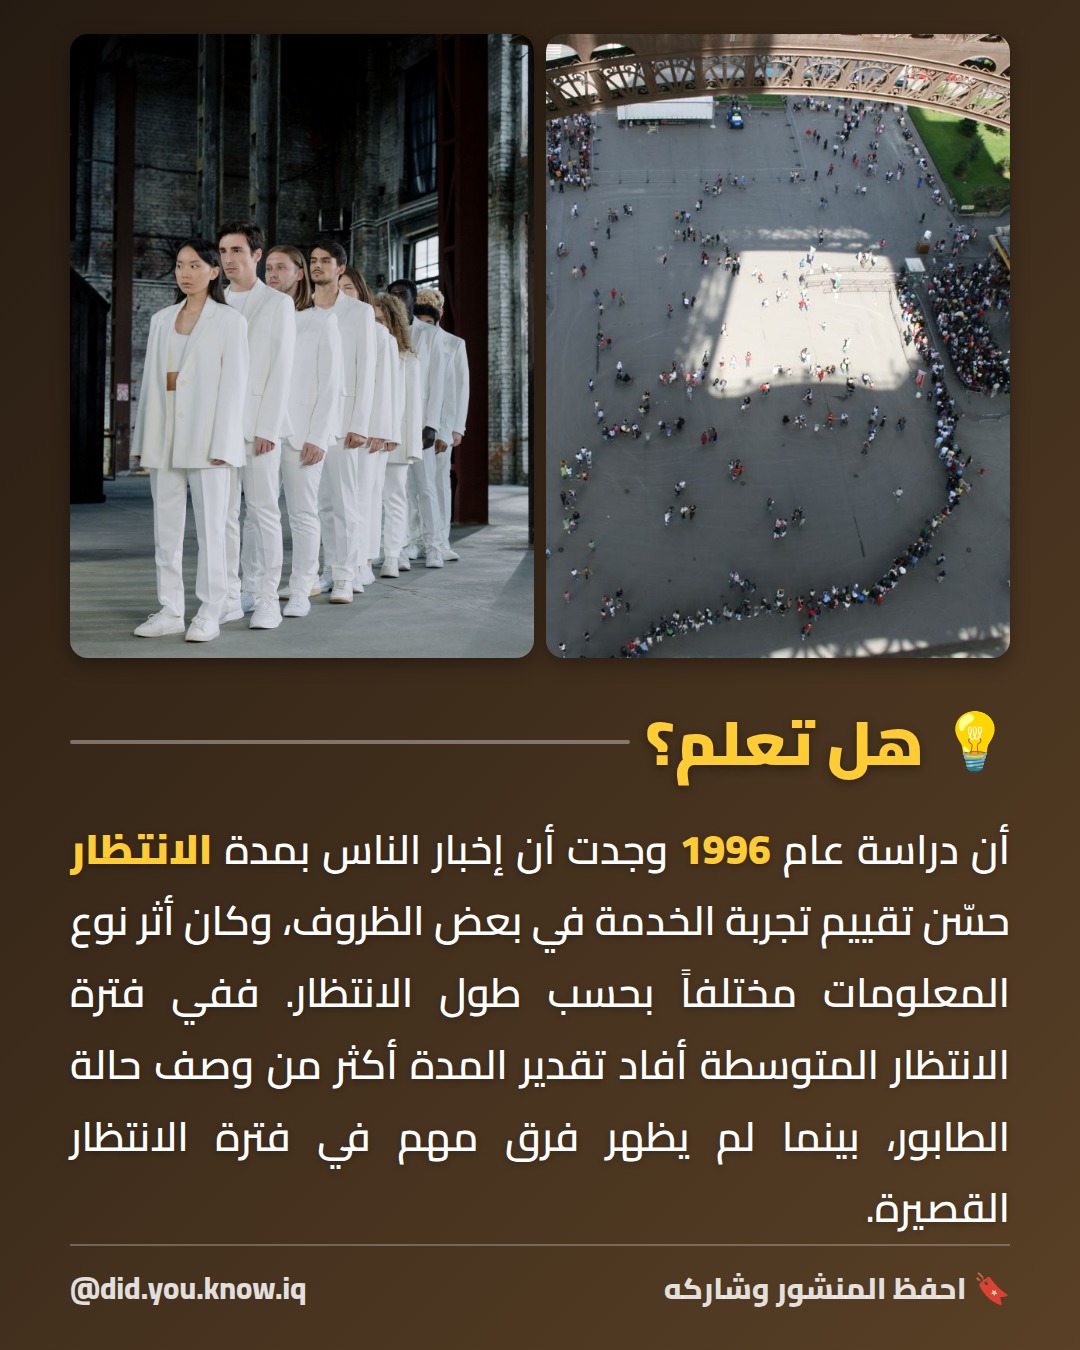 هل تعلم؟
أن دراسة عام 1996 وجدت أن إخبار الناس بمدة الانتظار
حسّن تقييم تجربة الخدمة في بعض الظروف، وكان أثر نوع
المعلومات مختلفاً بحسب طول الانتظار. ففي فترة
الانتظار المتوسطة أفاد تقدير المدة أكثر من وصف حالة
الطابور، بينما لم يظهر فرق مهم في فترة الانتظار
القصيرة.
احفظ المنشور وشاركه
@did.you.know.iq